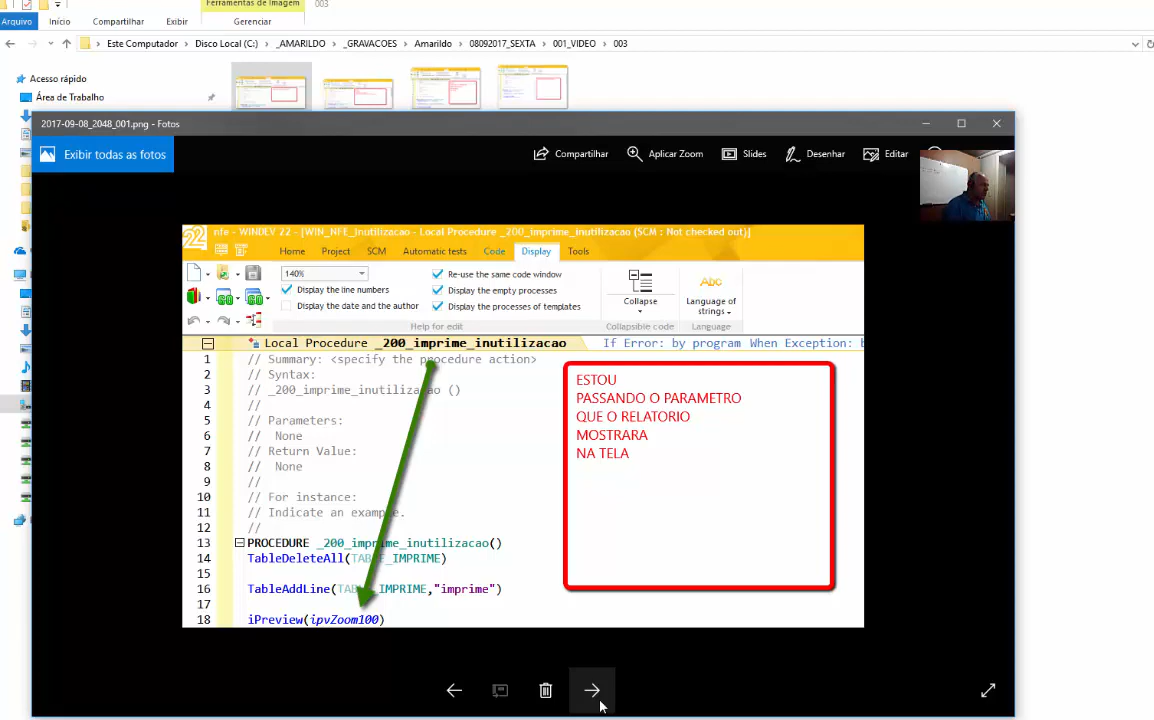 Ferramentas de Imagem
003
Arquivo
Início
Compartilhar
Exibir
Gerenciar
Este Computador
Disco Local (C:)
_AMARILDO
_GRAVACOES
Amarildo
08092017_SEXTA
001_VIDEO
003
Acesso rápido
Área de Trabalho
2017-09-08_2048_001.png - Fotos
Exibir todas as fotos
Compartilhar
Aplicar Zoom
Slides
Desenhar
Editar
22
nfe - WINDEV 22 - [WIN_NFE_Inutilizacao - Local Procedure _200_imprime_inutilizacao (SCM : Not checked out)]
Home
Project
SCM
Automatic tests
Code
Display
Tools
140%
Display the line numbers
Display the date and the author
Re-use the same code window
Display the empty processes
Display the processes of templates
Help for edit
Collapse
Collapsible code
Abc
Language of
strings
Language
GO
GO
Local Procedure _200_imprime_inutilizacao
If Error: by program When Exception:
1 // Summary: <specify the procedure action>
2 // Syntax:
3 // _200_imprime_inutilizacao ()
4 //
5 // Parameters:
6 // None
7 // Return Value:
8 // None
9 //
10 // For instance:
11 // Indicate an example.
12 //
13 PROCEDURE _200_imprime_inutilizacao()
14 TableDeleteAll(TABLE_IMPRIME)
15
16 TableAddLine(TABLE_IMPRIME,"imprime")
17
18 iPreview(ipvZoom100)
ESTOU
PASSANDO O PARAMETRO
QUE O RELATORIO
MOSTRARA
NA TELA